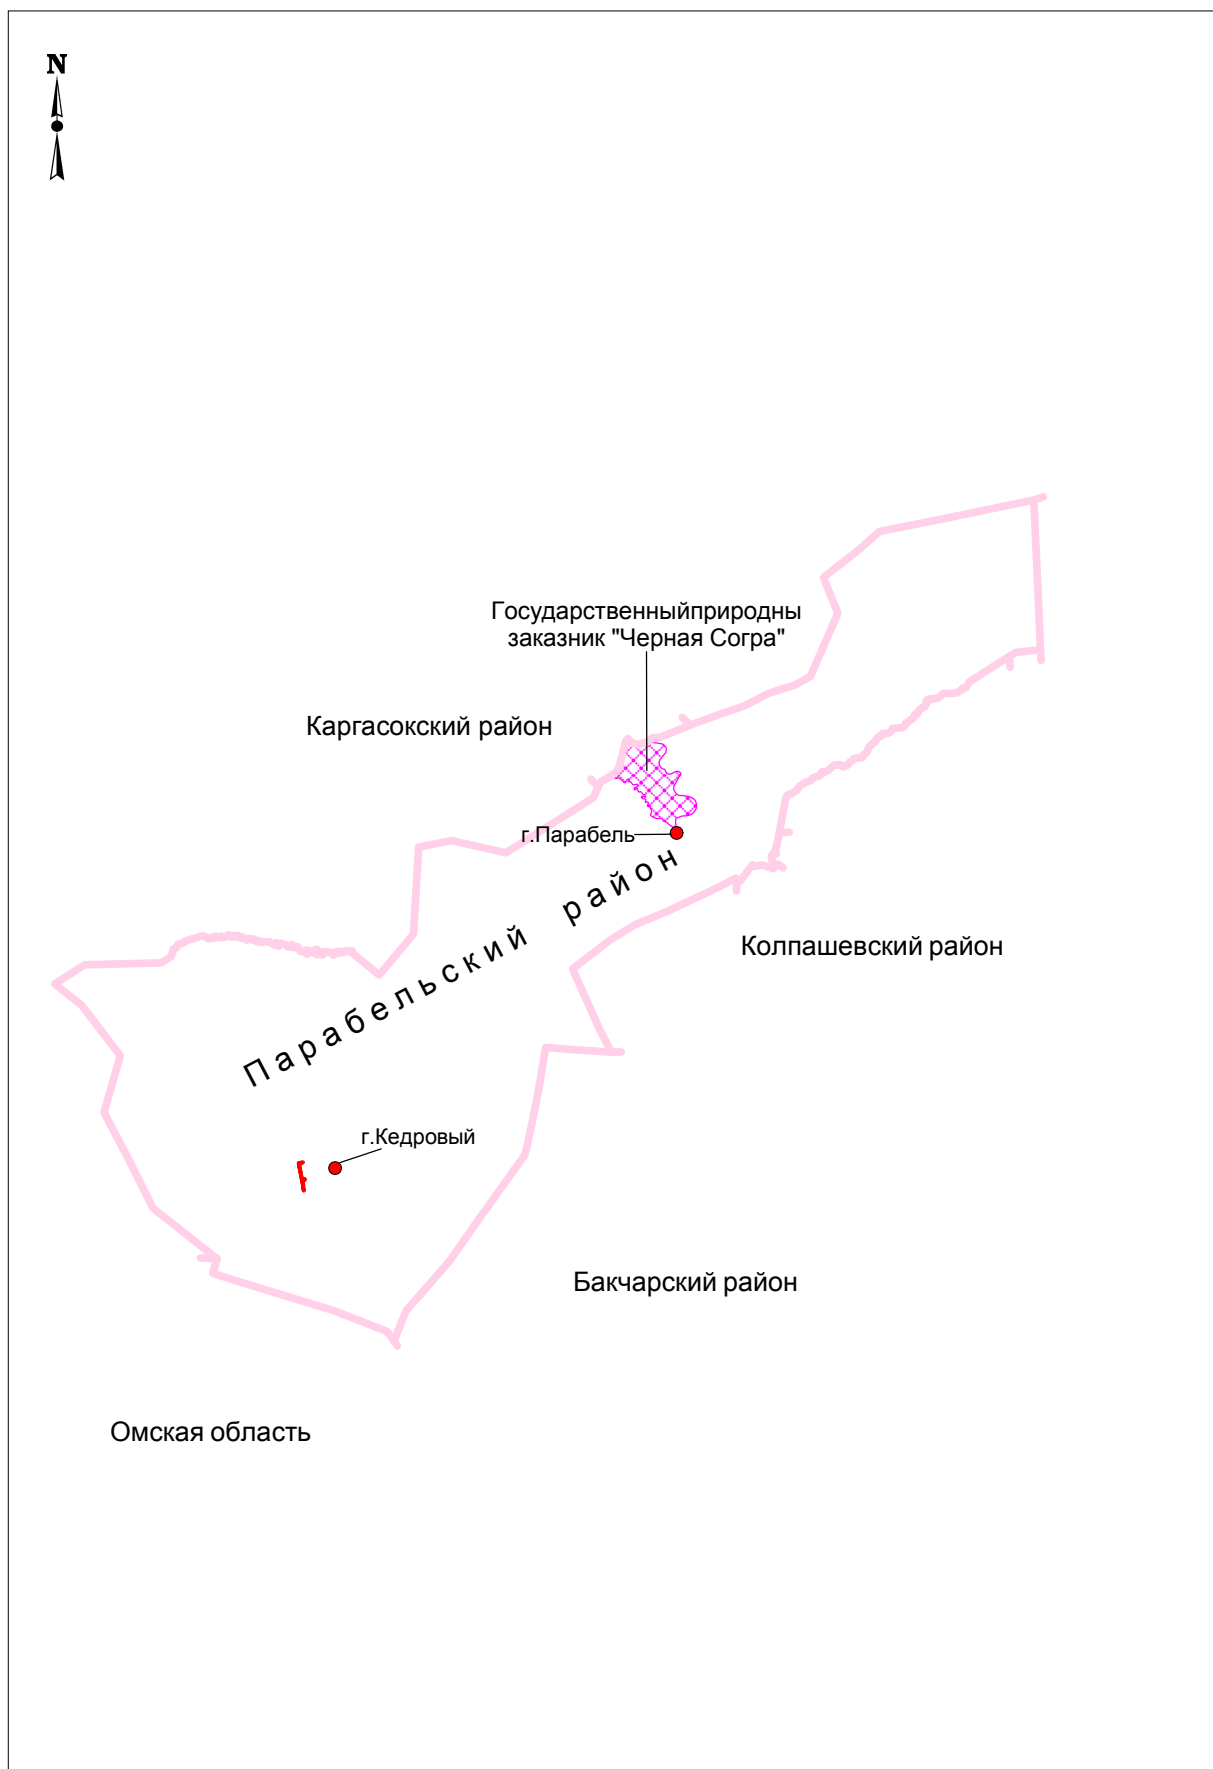 N
Государственныйприродны
заказник "Черная Согра"
Каргасокский район
г.Парабель
Парабельский район
Колпашевский район
г.Кедровый
Бакчарский район
Омская область